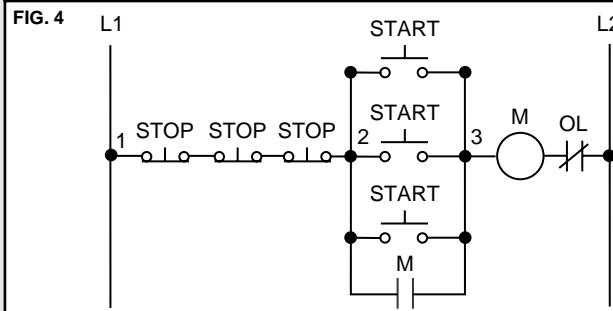 FIG. 4
L1
L2
START
1 STOP STOP STOP 2 START 3 M OL
START
M